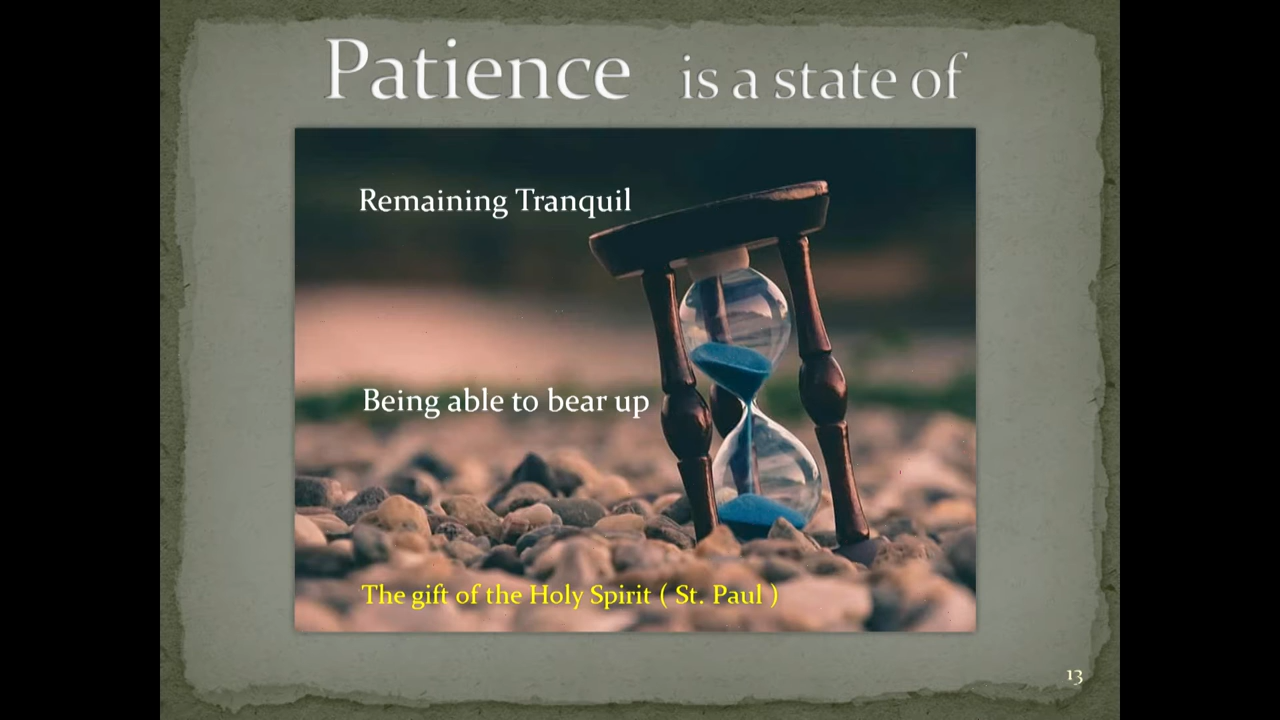 Patience is a state of
Remaining Tranquil
Being able to bear up
The gift of the Holy Spirit ( St. Paul )
13